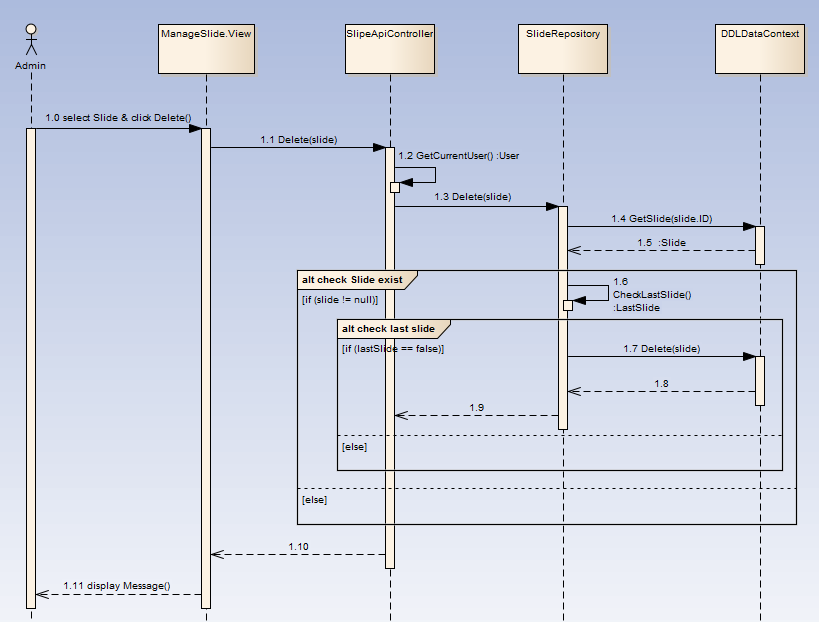 ManageSlide.View
SlipeApiController
SlideRepository
DDLDataContext
Admin
1.0 select Slide & click Delete()
1.1 Delete(slide)
1.2 GetCurrentUser() :User
1.3 Delete(slide)
1.4 GetSlide(slide.ID)
1.5 :Slide
alt check Slide exist
[if (slide != null)]
1.6
CheckLastSlide()
:LastSlide
alt check last slide
[if (lastSlide == false)]
1.7 Delete(slide)
1.8
1.9
[else]
[else]
1.10
1.11 display Message()